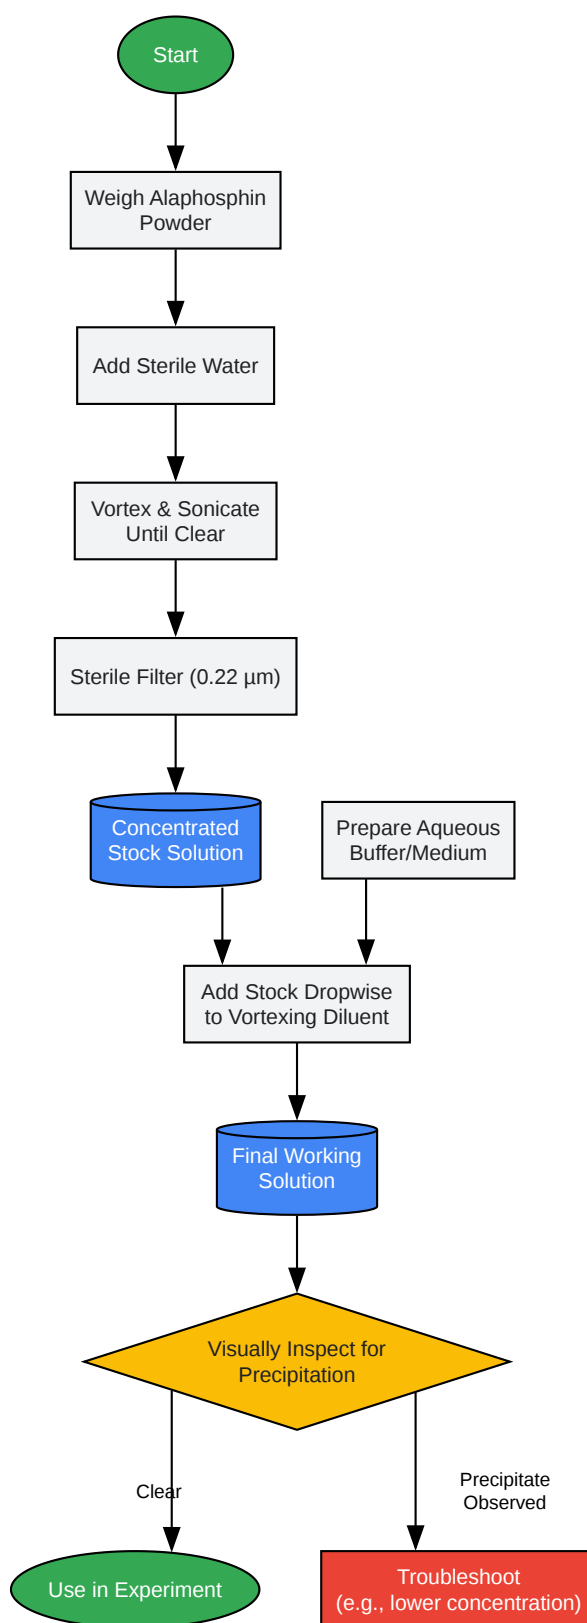 Start
Weigh Alaphosphin
Powder
Add Sterile Water
Vortex & Sonicate
Until Clear
Sterile Filter (0.22 µm)
Concentrated
Stock Solution
Prepare Aqueous
Buffer/Medium
Add Stock Dropwise
to Vortexing Diluent
Final Working
Solution
Visually Inspect for
Precipitation
Clear
Precipitate
Observed
Use in Experiment
Troubleshoot
(e.g., lower concentration)